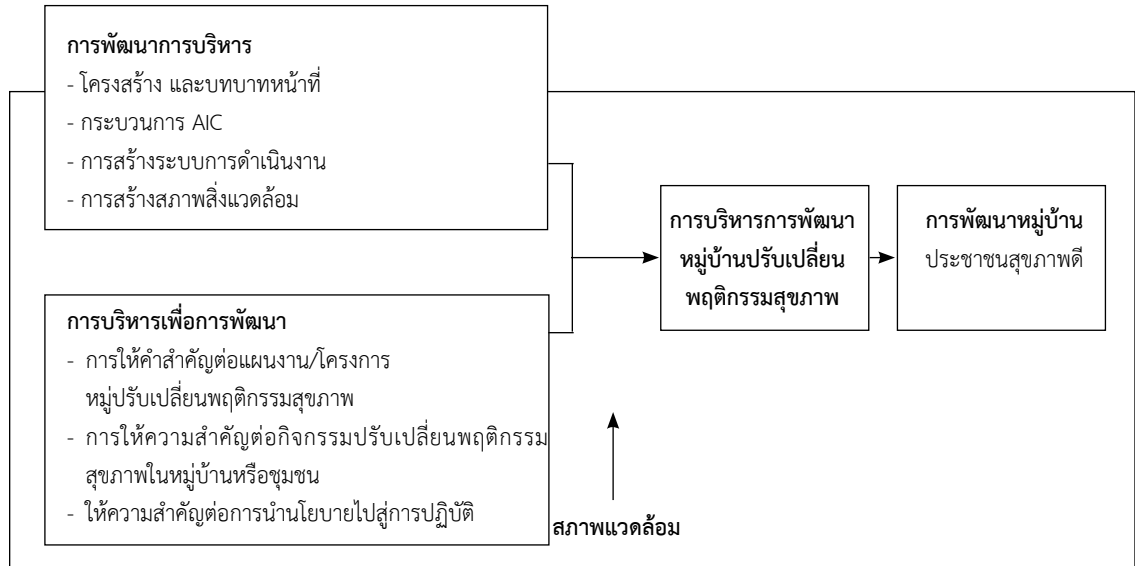 การพัฒนาการบริหาร
- โครงสร้าง และบทบาทหน้าที่
- กระบวนการ AIC
- การสร้างระบบการดำเนินงาน
- การสร้างสภาพสิ่งแวดล้อม
การบริหารเพื่อการพัฒนา
- การให้คำสำคัญต่อแผนงาน/โครงการ
หมู่ปรับเปลี่ยนพฤติกรรมสุขภาพ
- การให้ความสำคัญต่อกิจกรรมปรับเปลี่ยนพฤติกรรม
สุขภาพในหมู่บ้านหรือชุมชน
- ให้ความสำคัญต่อการนำนโยบายไปสู่การปฏิบัติ
การบริหารการพัฒนา
หมู่บ้านปรับเปลี่ยน
พฤติกรรมสุขภาพ
การพัฒนาหมู่บ้าน
ประชาชนสุขภาพดี
สภาพแวดล้อม